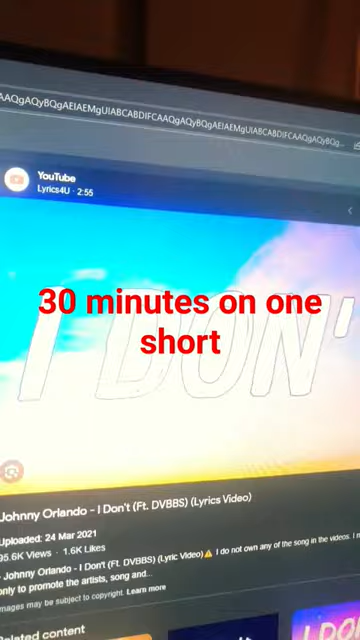 YouTube
Lyrics4U · 2:55
30 minutes on one
short
I DON'
Johnny Orlando - I Don't (Ft. DVBBS) (Lyrics Video)
Uploaded: 24 Mar 2021
95.6K Views · 1.6K Likes
- Johnny Orlando - I Don't (Ft. DVBBS) (Lyric Video)⚠ I do not own any of the song in the videos. I
only to promote the artists, song and...
Images may be subject to copyright. Learn more
Related content